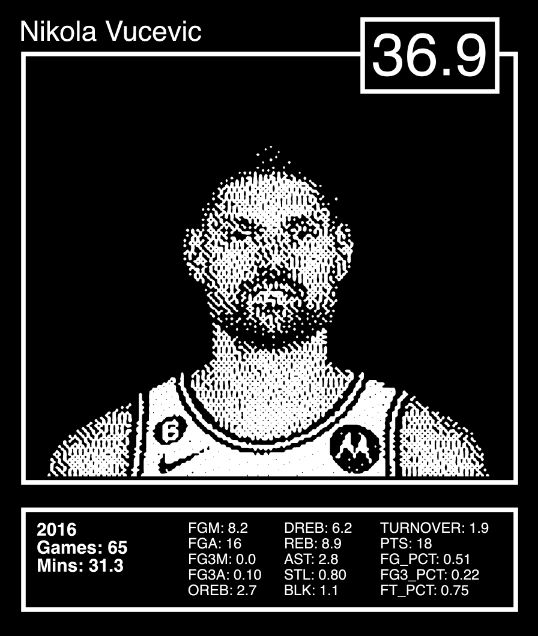 Nikola Vucevic
36.9
6
2016
Games: 65
Mins: 31.3
FGM: 8.2
FGA: 16
FG3M: 0.0
FG3A: 0.10
OREB: 2.7
DREB: 6.2
REB: 8.9
AST: 2.8
STL: 0.80
BLK: 1.1
TURNOVER: 1.9
PTS: 18
FG_PCT: 0.51
FG3_PCT: 0.22
FT_PCT: 0.75